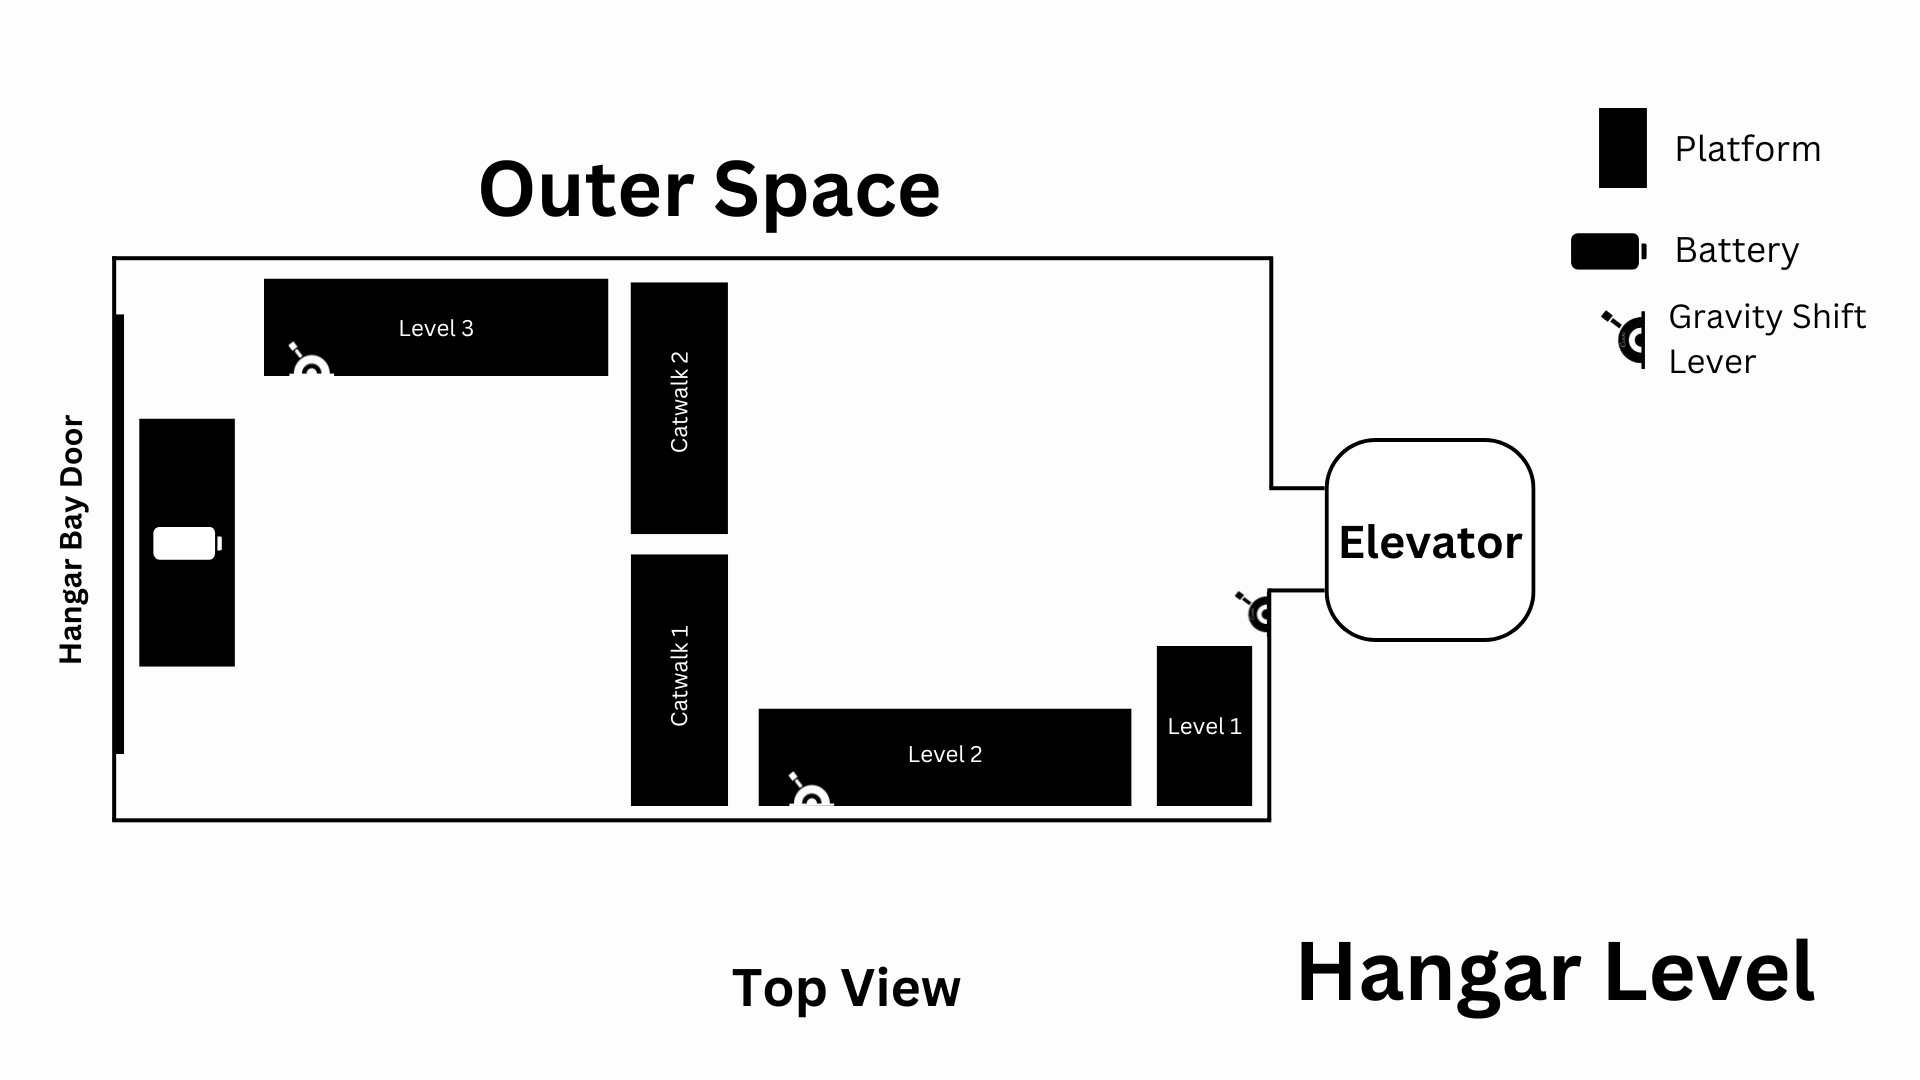 Outer Space
Platform
Battery
Gravity Shift
Lever
Level 3
Catwalk 2
Hangar Bay Door
Elevator
Catwalk 1
Level 2
Level 1
Top View
Hangar Level